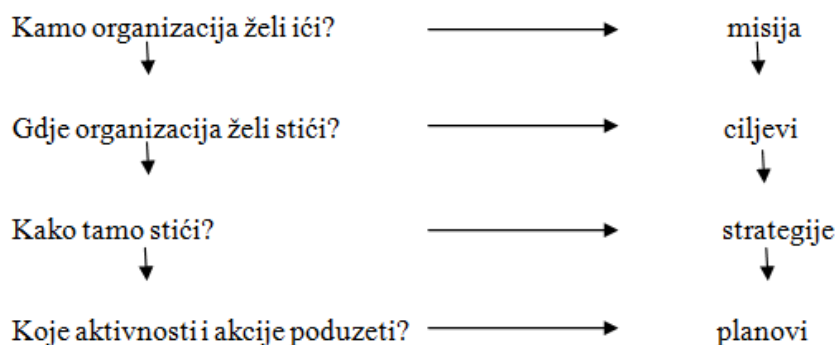 Kamo organizacija želi ići? misija
Gdje organizacija želi stići? ciljevi
Kako tamo stići? strategije
Koje aktivnosti i akcije poduzeti? planovi